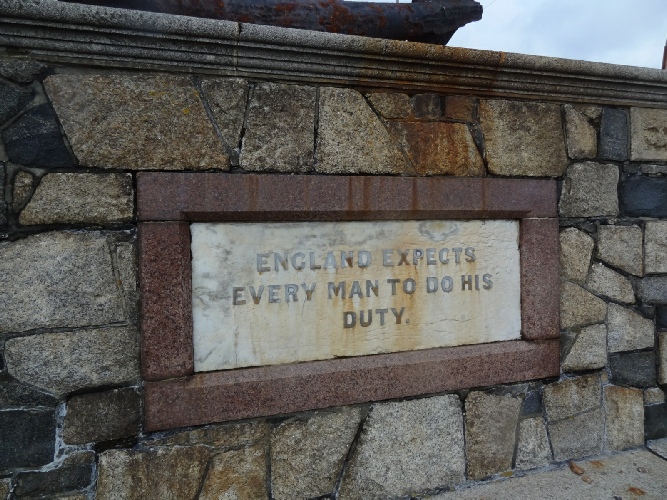 ENGLAND EXPECTS
EVERY MAN TO DO HIS
DUTY.